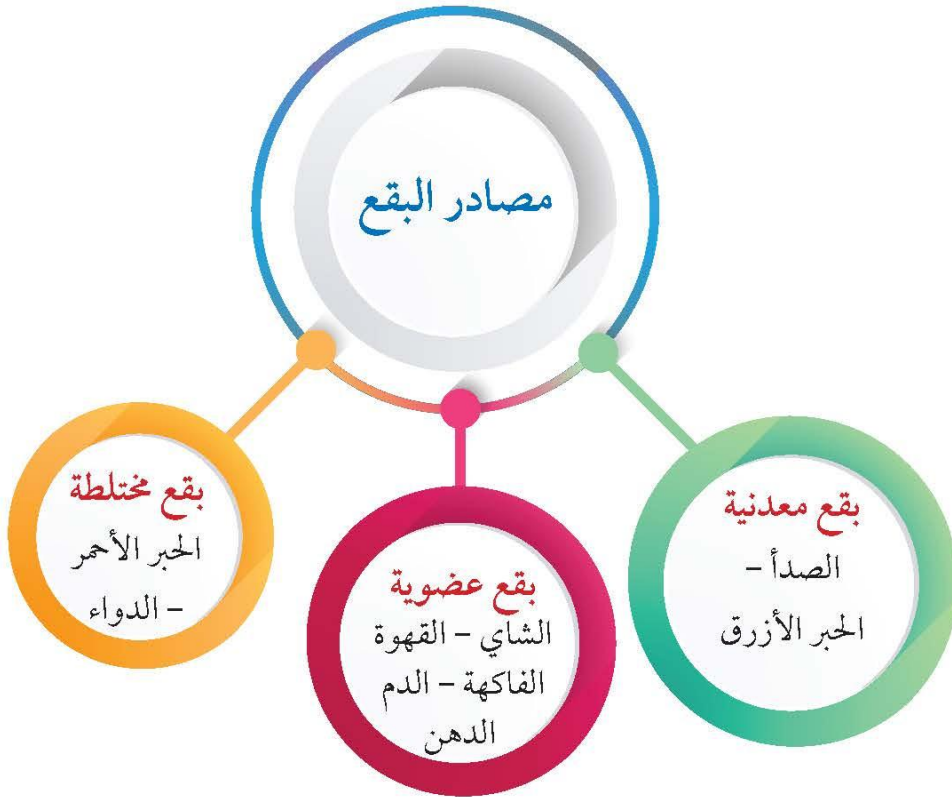 مصادر البقع
بقع معدنية
الصدأ –
الحبر الأزرق
بقع عضوية
الشاي – القهوة
الفاكهة – الدم
الدهن
بقع مختلطة
الحبر الأحمر
– الدواء